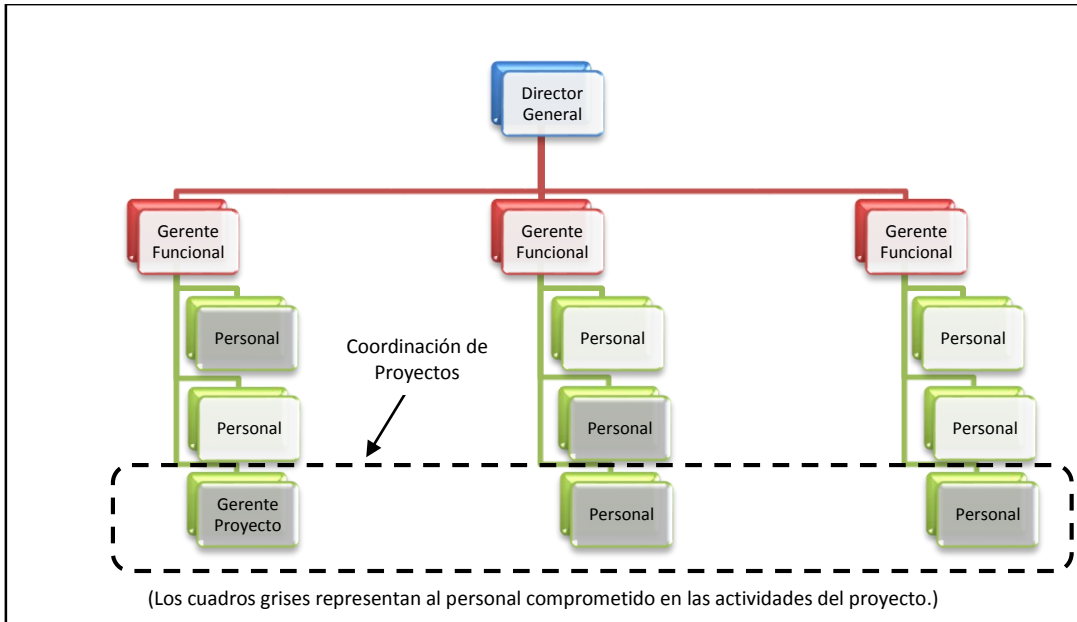 Director
General
Gerente
Funcional
Gerente
Funcional
Gerente
Funcional
Personal
Personal
Personal
Coordinación de
Proyectos
Personal
Personal
Personal
Gerente
Proyecto
Personal
Personal
(Los cuadros grises representan al personal comprometido en las actividades del proyecto.)